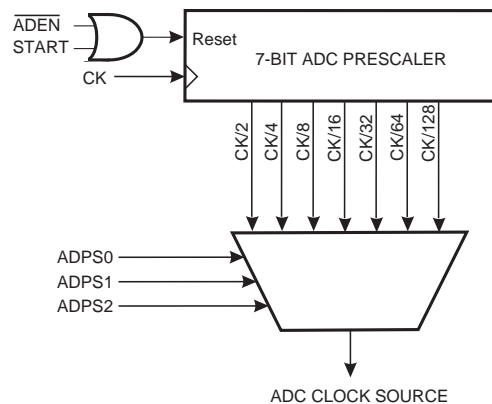 ADEN
START
Reset
7-BIT ADC PRESCALER
CK
CK/2
CK/4
CK/8
CK/16
CK/32
CK/64
CK/128
ADPS0
ADPS1
ADPS2
ADC CLOCK SOURCE